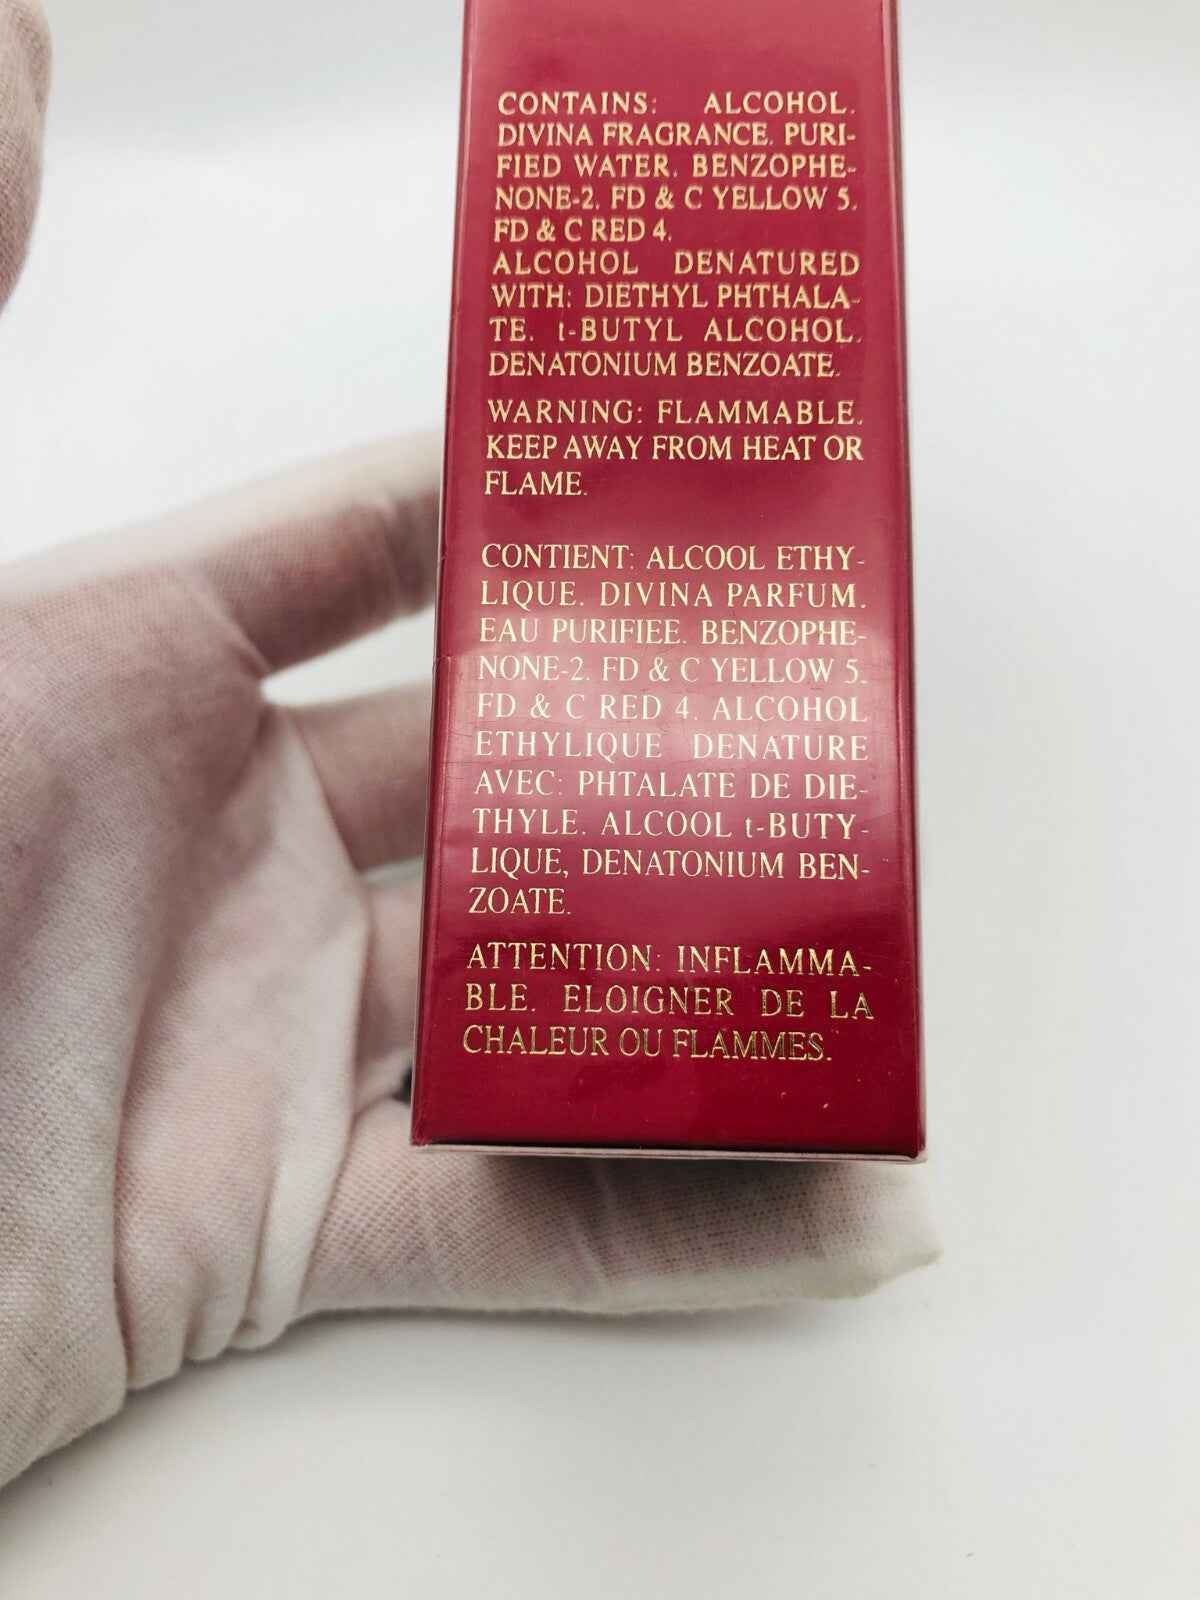 CONTAINS: ALCOHOL.
DIVINA FRAGRANCE. PURI-
FIED WATER. BENZOPHE-
NONE-2. FD & C YELLOW 5.
FD & C RED 4.
ALCOHOL DENATURED
WITH: DIETHYL PHTHALA-
TE. t-BUTYL ALCOHOL.
DENATONIUM BENZOATE.
WARNING: FLAMMABLE.
KEEP AWAY FROM HEAT OR
FLAME.
CONTIENT: ALCOOL ETHY-
LIQUE. DIVINA PARFUM.
EAU PURIFIEE. BENZOPHE-
NONE-2. FD & C YELLOW 5.
FD & C RED 4. ALCOHOL
ETHYLIQUE DENATURE
AVEC: PHTALATE DE DIE-
THYLE. ALCOOL t-BUTY-
LIQUE, DENATONIUM BEN-
ZOATE.
ATTENTION: INFLAMMA-
BLE. ELOIGNER DE LA
CHALEUR OU FLAMMES.